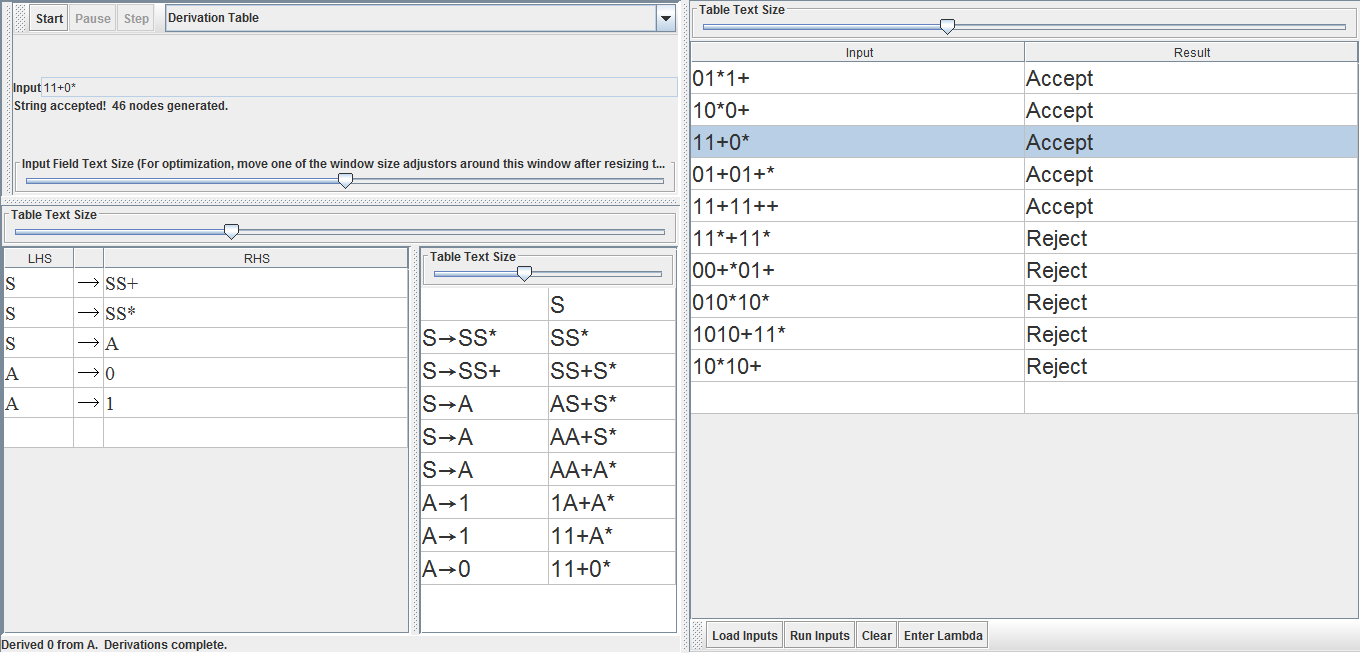 Start Pause Step Derivation Table
Input 11+0*
String accepted! 46 nodes generated.
Input Field Text Size (For optimization, move one of the window size adjustors around this window after resizing t...
Table Text Size
LHS RHS
S → SS+
S → SS*
S → A
A → 0
A → 1
Table Text Size
S
S→SS* SS*
S→SS+ SS+S*
S→A AS+S*
S→A AA+S*
S→A AA+A*
A→1 1A+A*
A→1 11+A*
A→0 11+0*
Derived 0 from A. Derivations complete.
Table Text Size
Input Result
01*1+ Accept
10*0+ Accept
11+0* Accept
01+01+* Accept
11+11++ Accept
11*+11* Reject
00+*01+ Reject
010*10* Reject
1010+11* Reject
10*10+ Reject
Load Inputs Run Inputs Clear Enter Lambda